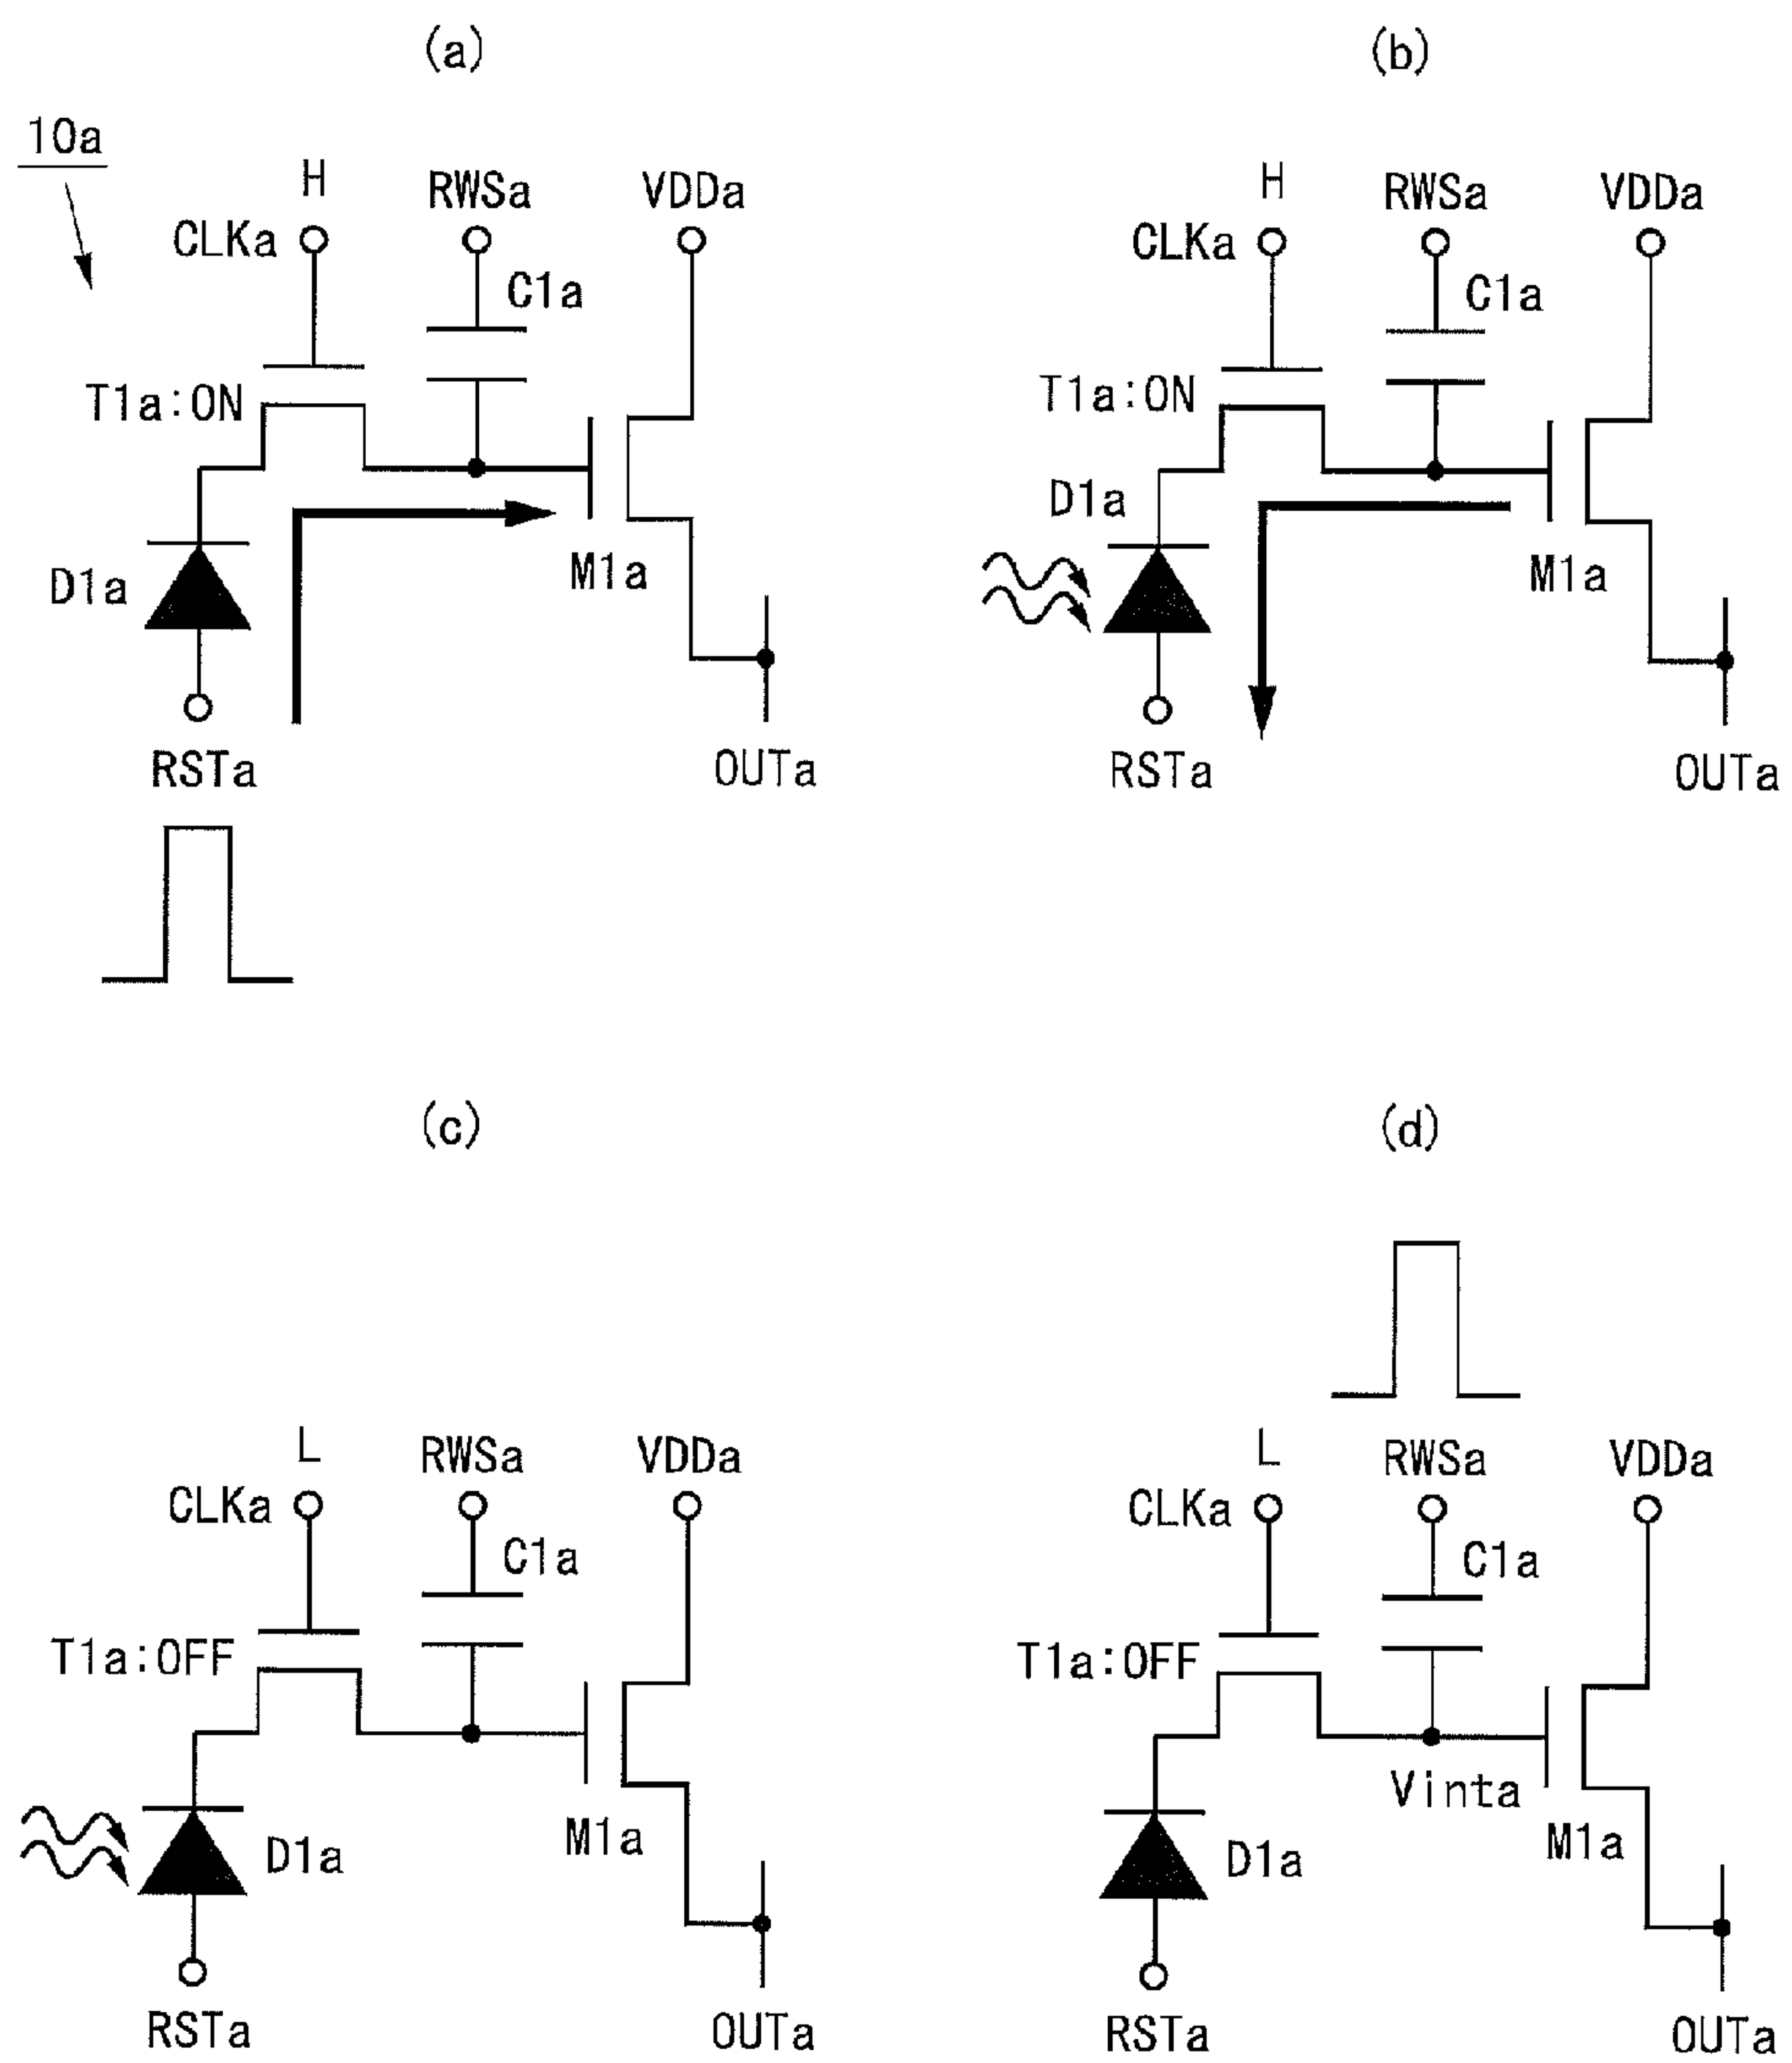 (a)
10a
H
CLKa
RWSa
VDDa
C1a
T1a:ON
D1a
M1a
RSTa
OUTa
(b)
H
CLKa
RWSa
VDDa
C1a
T1a:ON
D1a
M1a
RSTa
OUTa
(c)
L
CLKa
RWSa
VDDa
C1a
T1a:OFF
D1a
M1a
RSTa
OUTa
(d)
L
CLKa
RWSa
VDDa
C1a
T1a:OFF
Vinta
D1a
M1a
RSTa
OUTa